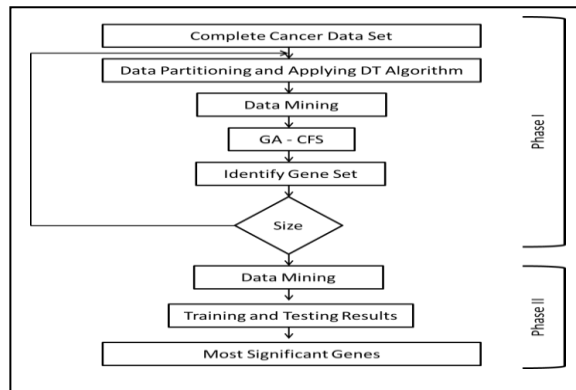 Complete Cancer Data Set
Data Partitioning and Applying DT Algorithm
Data Mining
GA - CFS
Identify Gene Set
Size
Phase I
Data Mining
Training and Testing Results
Most Significant Genes
Phase II